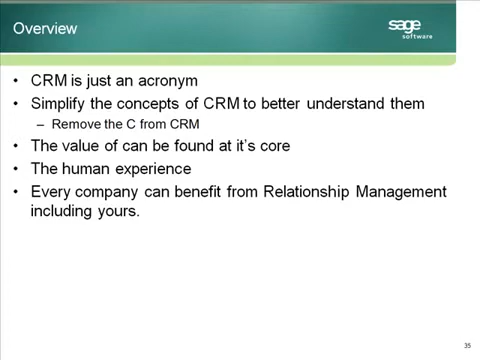 Overview
sage
software
• CRM is just an acronym
• Simplify the concepts of CRM to better understand them
– Remove the C from CRM
• The value of can be found at it's core
• The human experience
• Every company can benefit from Relationship Management
including yours.
35